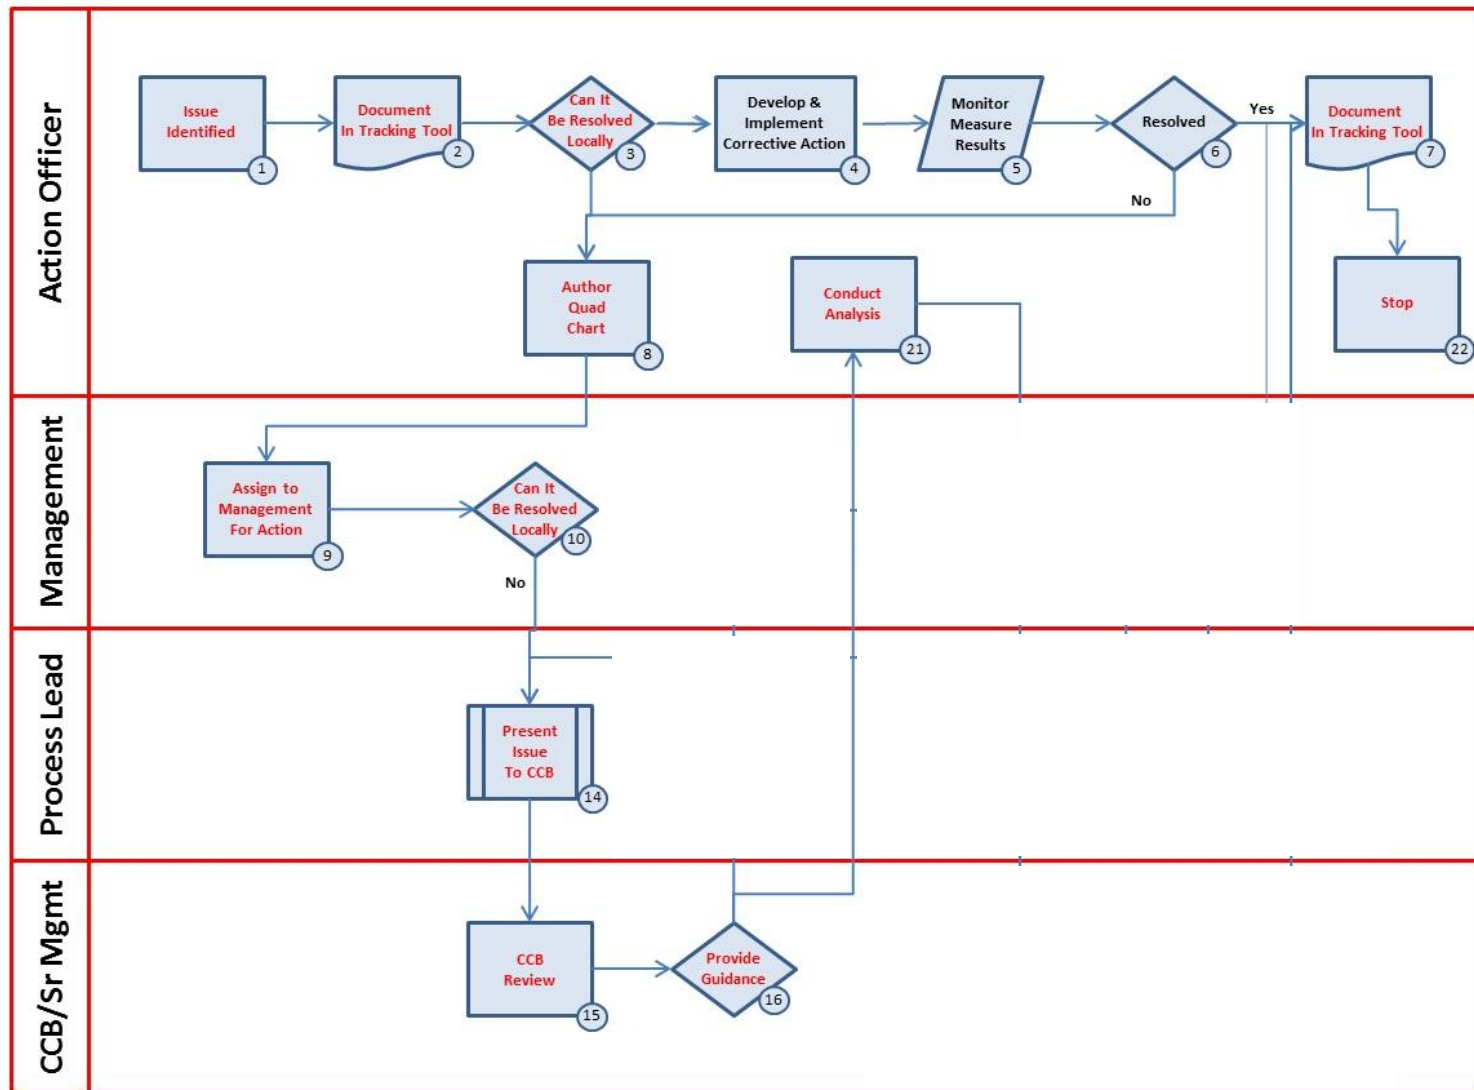 Action Officer
Issue
Identified
1
Document
In Tracking Tool
2
Can It
Be Resolved
Locally
3
Develop &
Implement
Corrective Action
4
Monitor
Measure
Results
5
Resolved
6
Yes
Document
In Tracking Tool
7
No
Author
Quad
Chart
8
Conduct
Analysis
21
Stop
22
Management
Assign to
Management
For Action
9
Can It
Be Resolved
Locally
10
No
Process Lead
Present
Issue
To CCB
14
CCB/Sr Mgmt
CCB
Review
15
Provide
Guidance
16